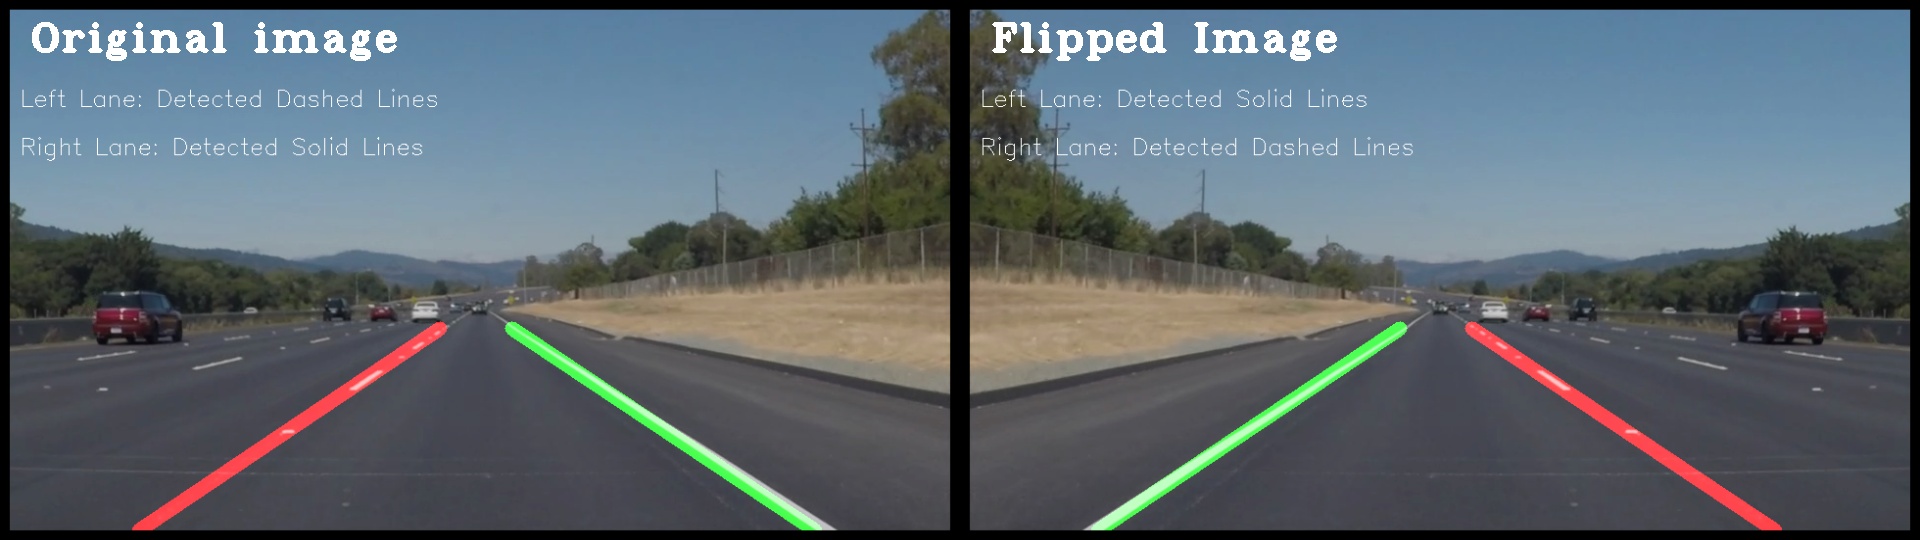 Original image
Left Lane: Detected Dashed Lines
Right Lane: Detected Solid Lines
Flipped Image
Left Lane: Detected Solid Lines
Right Lane: Detected Dashed Lines